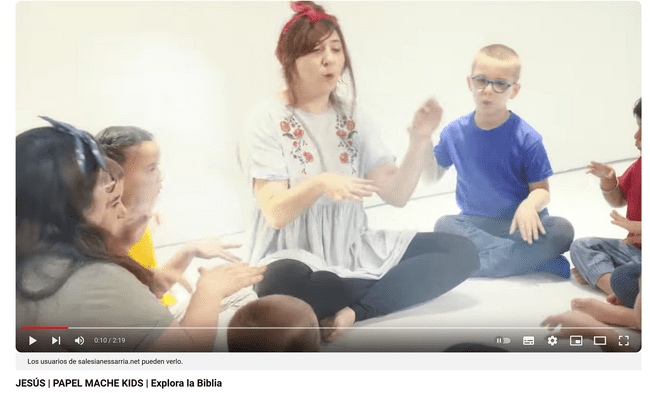 0:10 / 2:19
Los usuarios de salesianessarria.net pueden verlo.
JESÚS | PAPEL MACHE KIDS | Explora la Biblia